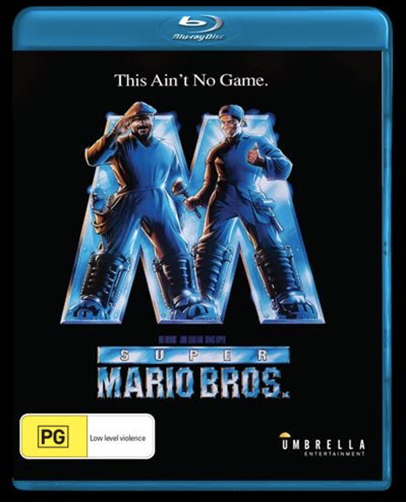 Blu-ray Disc
This Ain't No Game.
SUPER
MARIO BROS.
PG
Low level violence
UMBRELLA
ENTERTAINMENT